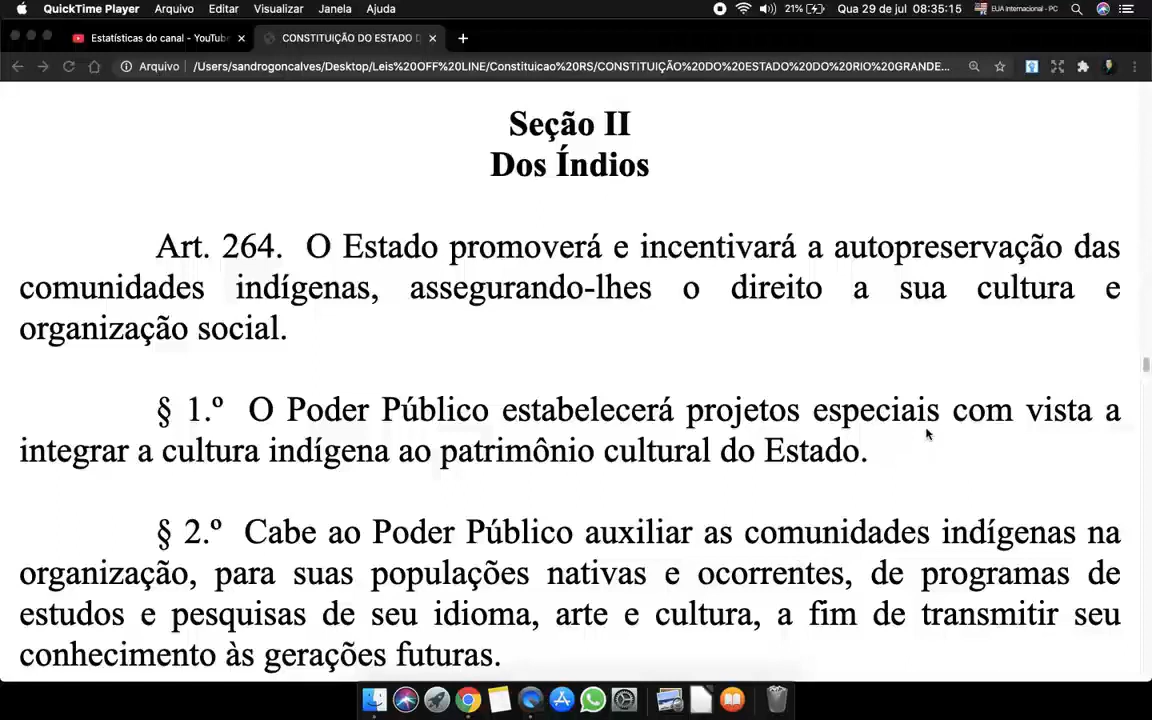 QuickTime Player Arquivo Editar Visualizar Janela Ajuda 21% Qua 29 de jul 08:35:15 EUA Internacional - PC
Estatísticas do canal - YouTub CONSTITUIÇÃO DO ESTADO D
Arquivo /Users/sandrogoncalves/Desktop/Leis%20OFF%20LINE/Constituicao%20RS/CONSTITUIÇÃO%20DO%20ESTADO%20DO%20RIO%20GRANDE...
Seção II
Dos Índios
Art. 264. O Estado promoverá e incentivará a autopreservação das
comunidades indígenas, assegurando-lhes o direito a sua cultura e
organização social.
§ 1.º O Poder Público estabelecerá projetos especiais com vista a
integrar a cultura indígena ao patrimônio cultural do Estado.
§ 2.º Cabe ao Poder Público auxiliar as comunidades indígenas na
organização, para suas populações nativas e ocorrentes, de programas de
estudos e pesquisas de seu idioma, arte e cultura, a fim de transmitir seu
conhecimento às gerações futuras.